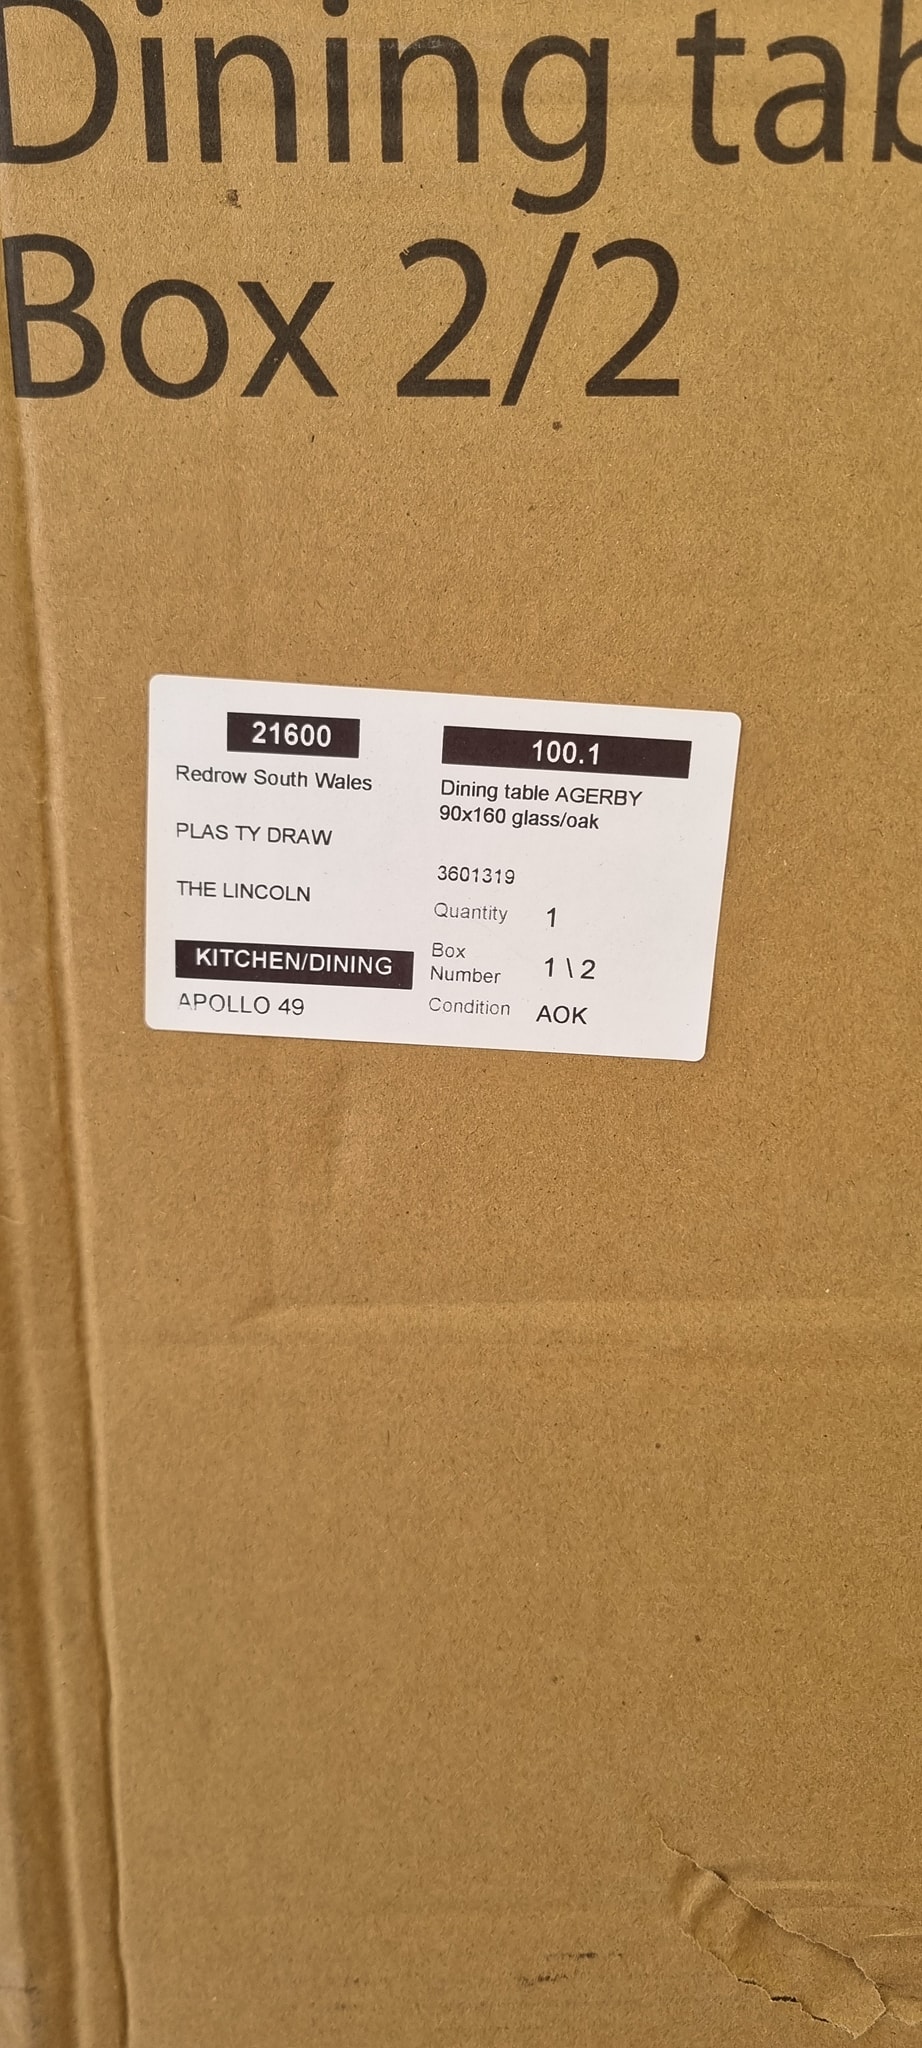 Dining tab
Box 2/2
21600
Redrow South Wales
PLAS TY DRAW
THE LINCOLN
KITCHEN/DINING
APOLLO 49
100.1
Dining table AGERBY
90x160 glass/oak
3601319
Quantity 1
Box
Number 1 \ 2
Condition AOK